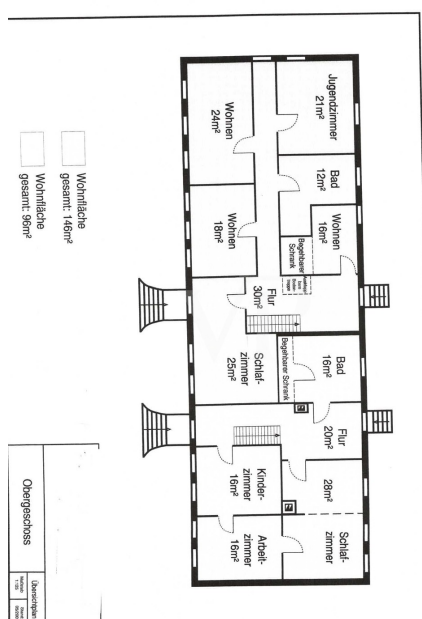 Jugendzimmer
21m²
Wohnen
24m²
Bad
12m²
Wohnen
16m²
Wohnen
18m²
Begehbarer
Schrank
Flur
30m²
Bad
16m²
Begehbarer Schrank
Schlaf-
zimmer
25m²
Flur
20m²
28m²
Kinder-
zimmer
16m²
Schlaf-
zimmer
Arbeit-
zimmer
16m²
Wohnfläche
gesamt: 146m²
Wohnfläche
gesamt: 96m²
Obergeschoss
Übersichtplan